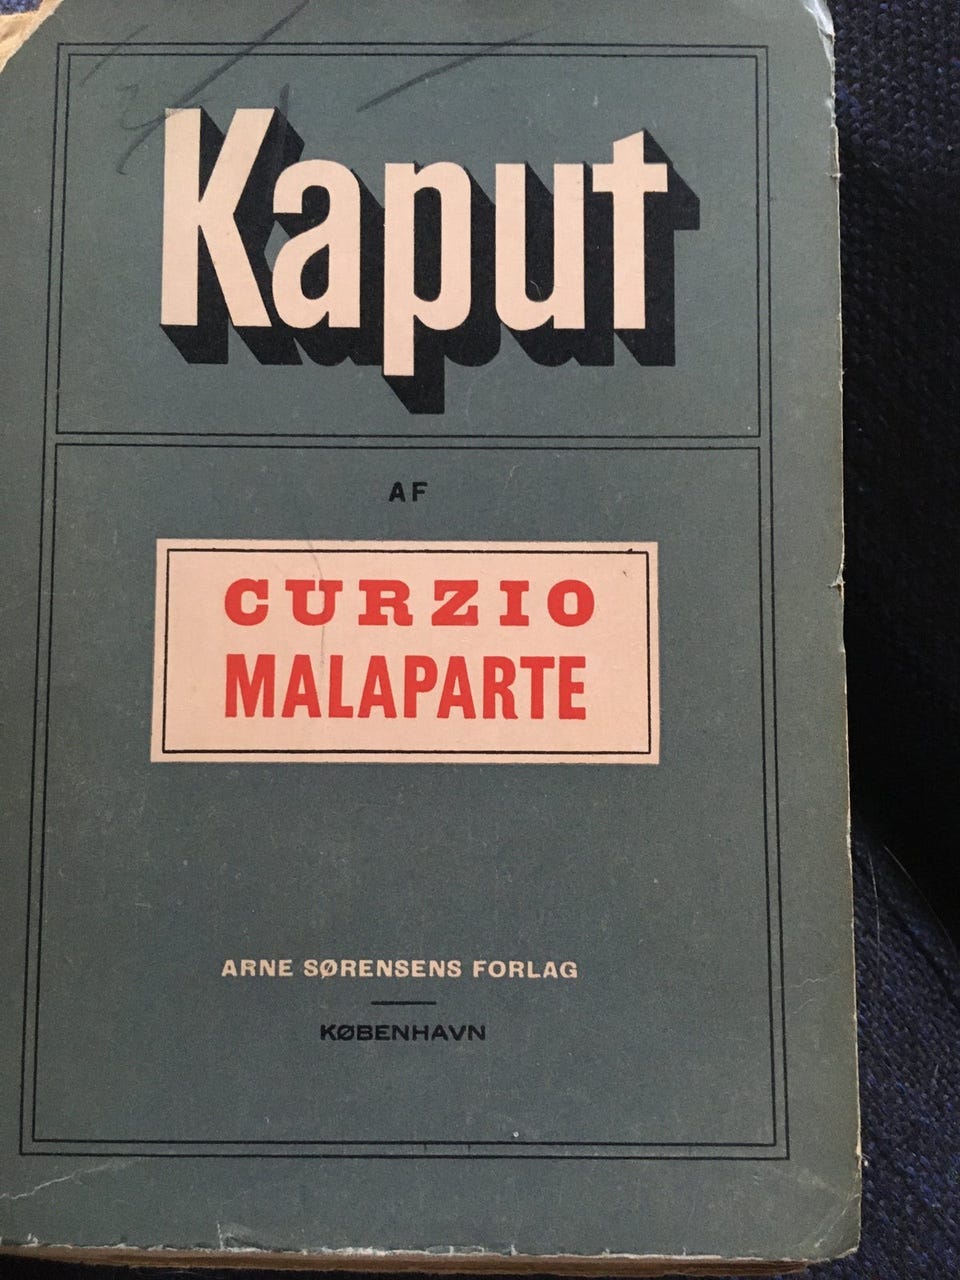 Kaput
AF
CURZIO
MALAPARTE
ARNE SØRENSENS FORLAG
KØBENHAVN